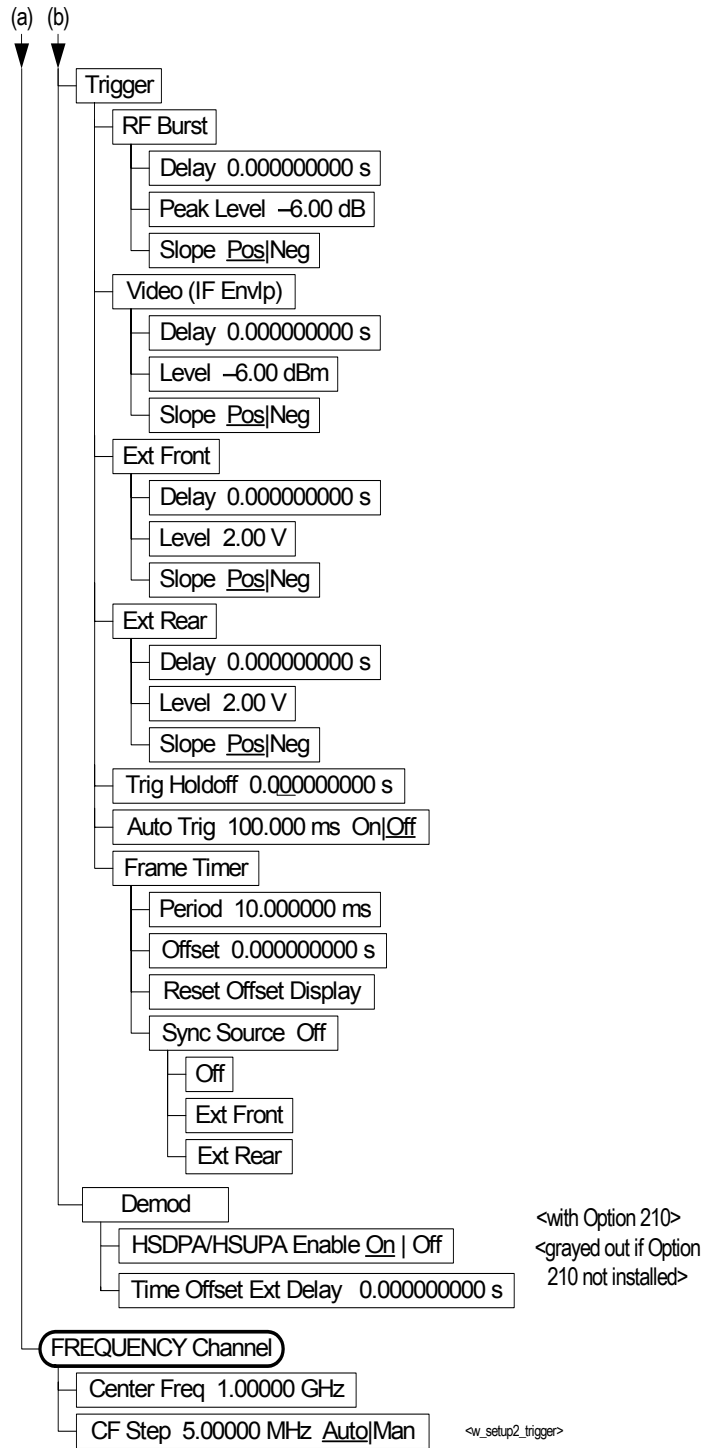 (a) (b)
Trigger
RF Burst
Delay 0.000000000 s
Peak Level –6.00 dB
Slope Pos|Neg
Video (IF Envlp)
Delay 0.000000000 s
Level –6.00 dBm
Slope Pos|Neg
Ext Front
Delay 0.000000000 s
Level 2.00 V
Slope Pos|Neg
Ext Rear
Delay 0.000000000 s
Level 2.00 V
Slope Pos|Neg
Trig Holdoff 0.000000000 s
Auto Trig 100.000 ms On|Off
Frame Timer
Period 10.000000 ms
Offset 0.000000000 s
Reset Offset Display
Sync Source Off
Off
Ext Front
Ext Rear
Demod
HSDPA/HSUPA Enable On | Off
Time Offset Ext Delay 0.000000000 s
<with Option 210>
<grayed out if Option
210 not installed>
FREQUENCY Channel
Center Freq 1.00000 GHz
CF Step 5.00000 MHz Auto|Man
<w_setup2_trigger>